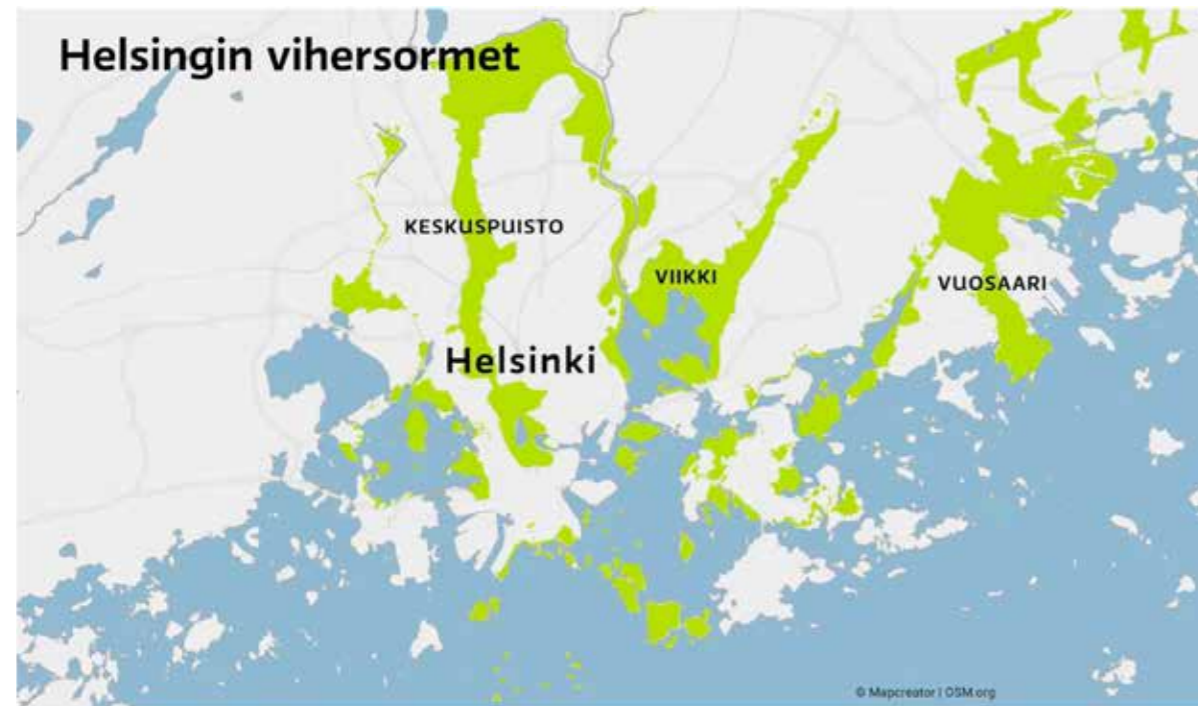 Helsingin vihersormet
KESKUSPUISTO
VIIKKI
VUOSAARI
Helsinki
© Mapcreator | OSM.org